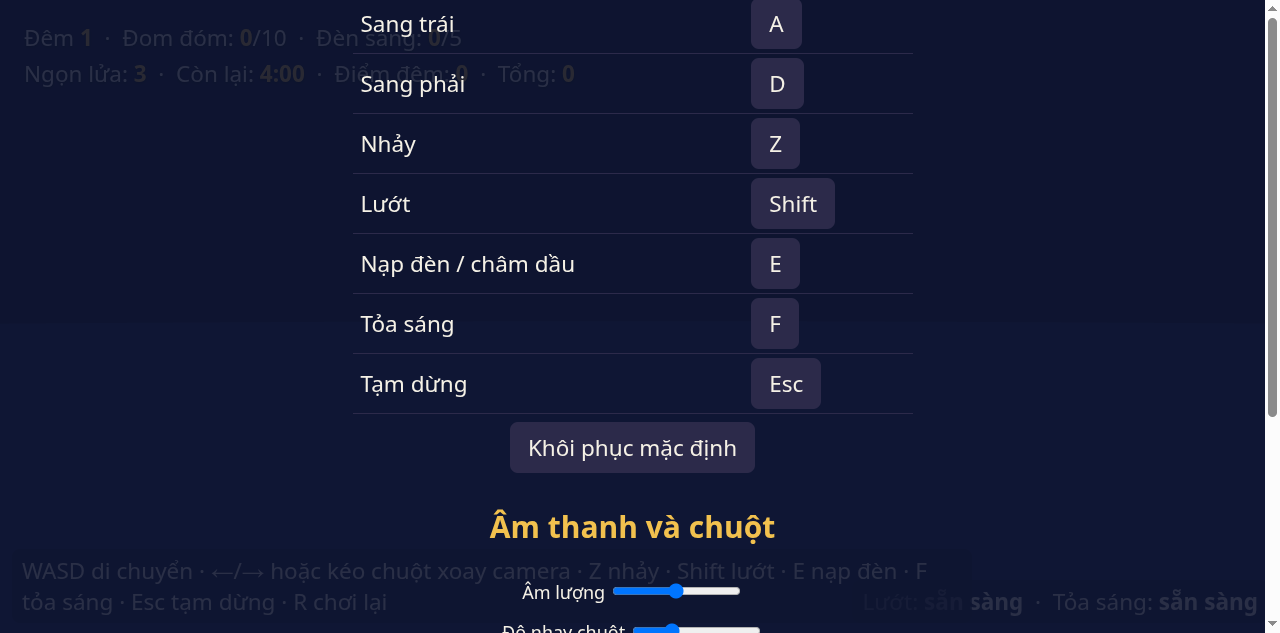 Đêm 1 · Đom đóm: 0/10 · Đèn sáng: 0/5
Ngọn lửa: 3 · Còn lại: 4:00 · Điểm đêm: 0 · Tổng: 0
Sang trái A
Sang phải D
Nhảy Z
Lướt Shift
Nạp đèn / châm dầu E
Tỏa sáng F
Tạm dừng Esc
Khôi phục mặc định
Âm thanh và chuột
Âm lượng
Độ nhạy chuột
WASD di chuyển · ←/→ hoặc kéo chuột xoay camera · Z nhảy · Shift lướt · E nạp đèn · F
tỏa sáng · Esc tạm dừng · R chơi lại
Lướt: sẵn sàng · Tỏa sáng: sẵn sàng